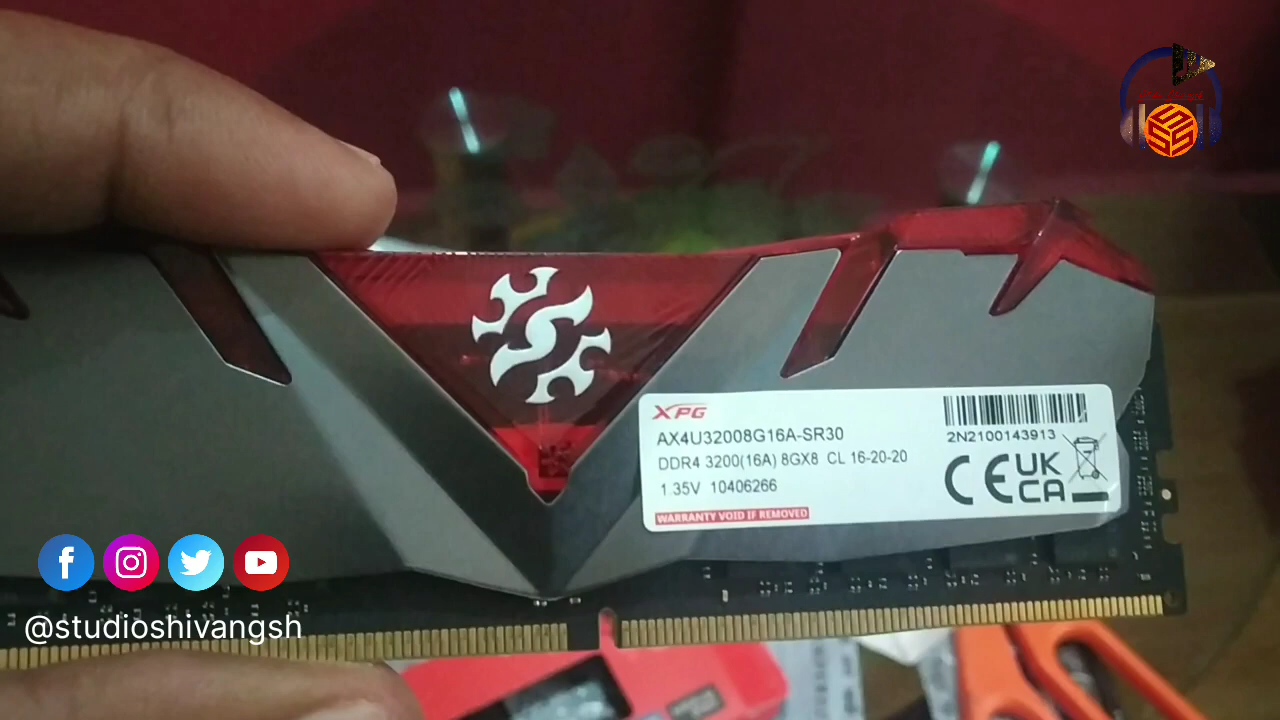 XPG
AX4U32008G16A-SR30
DDR4 3200(16A) 8GX8 CL 16-20-20
1.35V 10406266
WARRANTY VOID IF REMOVED
2N2100143913
CE UK CA
@studioshivangsh